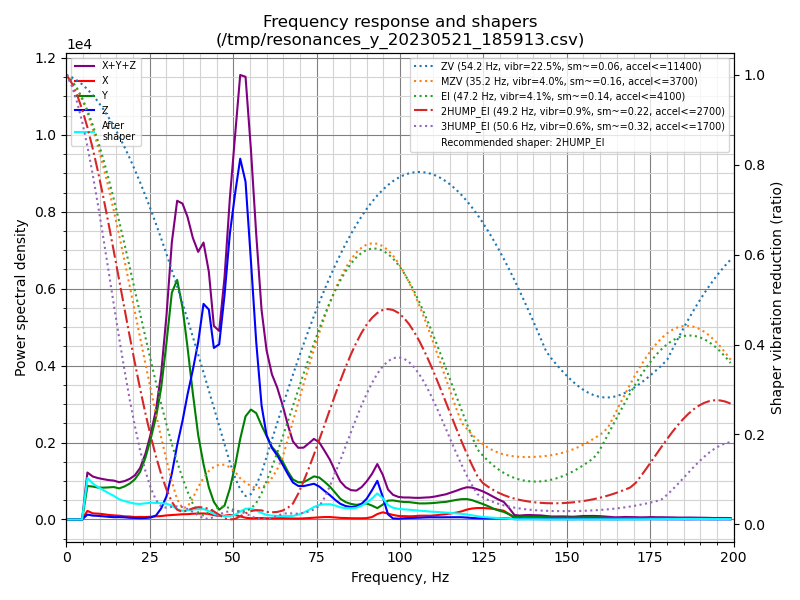 Frequency response and shapers
(/tmp/resonances_y_20230521_185913.csv)
1e4
X+Y+Z
X
Y
Z
After
shaper
ZV (54.2 Hz, vibr=22.5%, sm~=0.06, accel<=11400)
MZV (35.2 Hz, vibr=4.0%, sm~=0.16, accel<=3700)
EI (47.2 Hz, vibr=4.1%, sm~=0.14, accel<=4100)
2HUMP_EI (49.2 Hz, vibr=0.9%, sm~=0.22, accel<=2700)
3HUMP_EI (50.6 Hz, vibr=0.6%, sm~=0.32, accel<=1700)
Recommended shaper: 2HUMP_EI
Power spectral density
1.2
1.0
0.8
0.6
0.4
0.2
0.0
Shaper vibration reduction (ratio)
1.0
0.8
0.6
0.4
0.2
0.0
0 25 50 75 100 125 150 175 200
Frequency, Hz